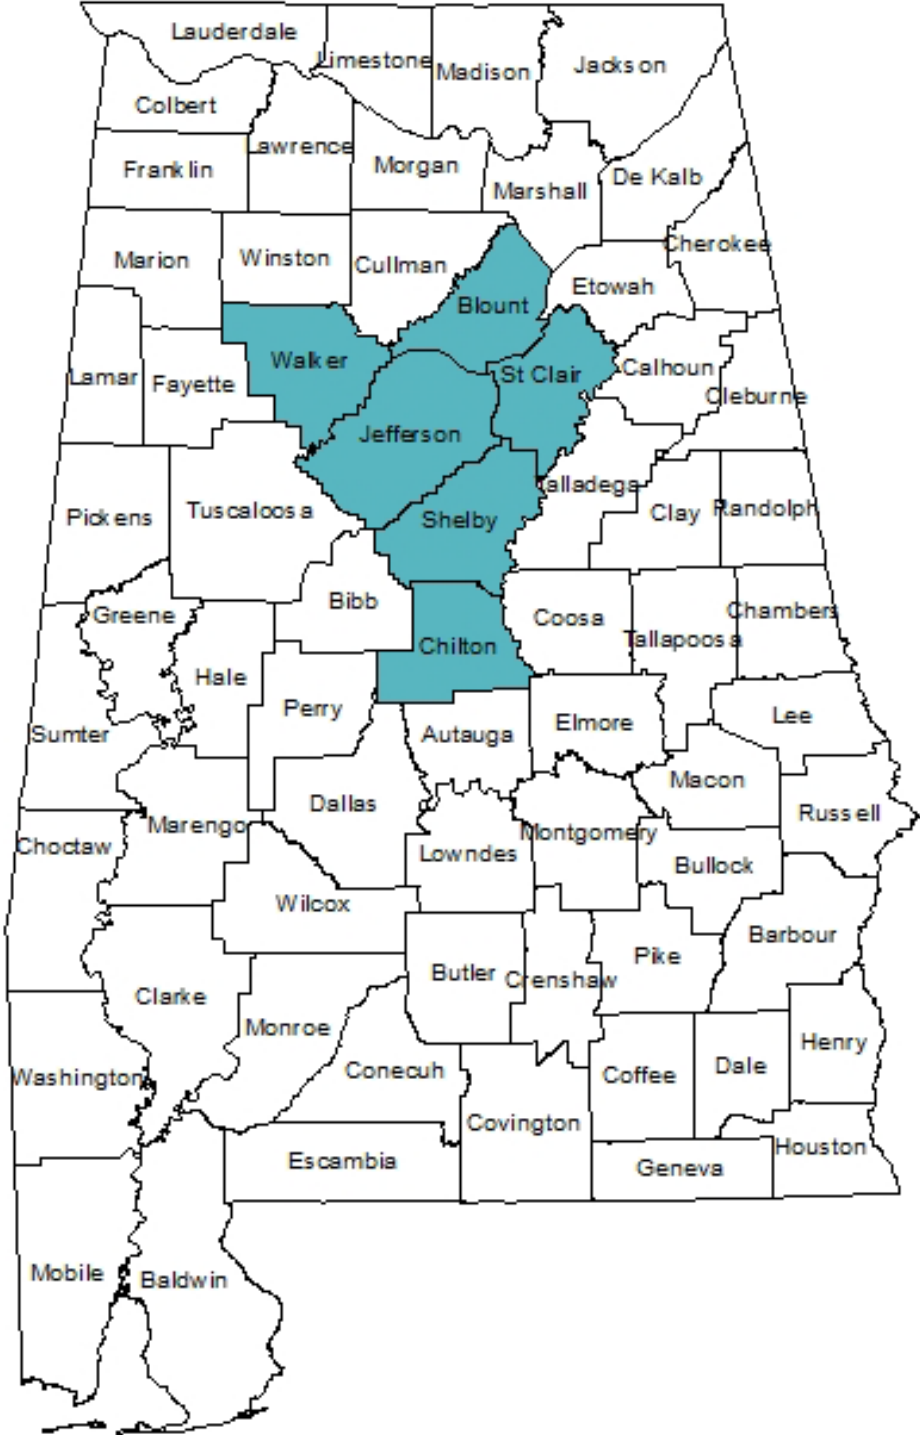 Lauderdale
Limestone
Madison
Jackson
Colbert
Lawrence
Franklin
Morgan
Marshall
De Kalb
Cherokee
Marion
Winston
Cullman
Etowah
Blount
Walker
St Clair
Calhoun
Lamar
Fayette
Cleburne
Jefferson
alladega
Pickens
Tuscaloosa
Shelby
Clay
Randolph
Greene
Bibb
Coosa
Chambers
Tallapoosa
Chilton
Hale
Perry
Sumter
Autauga
Elmore
Lee
Macon
Dallas
Russell
Marengo
Montgomery
Choctaw
Lowndes
Bullock
Wilcox
Barbour
Pike
Butler
Crenshaw
Clarke
Monroe
Henry
Conecuh
Coffee
Dale
Washington
Covington
Houston
Escambia
Geneva
Mobile
Baldwin